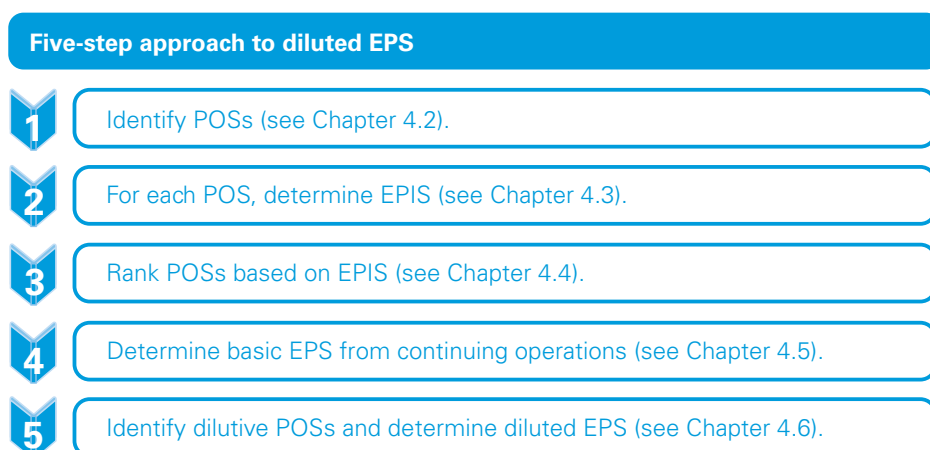 Five-step approach to diluted EPS
1 Identify POSs (see Chapter 4.2).
2 For each POS, determine EPIS (see Chapter 4.3).
3 Rank POSs based on EPIS (see Chapter 4.4).
4 Determine basic EPS from continuing operations (see Chapter 4.5).
5 Identify dilutive POSs and determine diluted EPS (see Chapter 4.6).